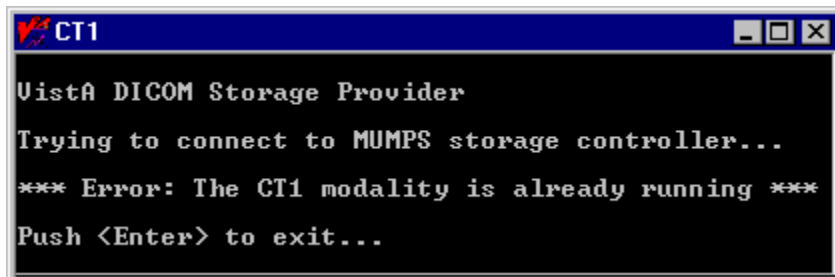 CT1
VistA DICOM Storage Provider
Trying to connect to MUMPS storage controller...
*** Error: The CT1 modality is already running ***
Push <Enter> to exit...